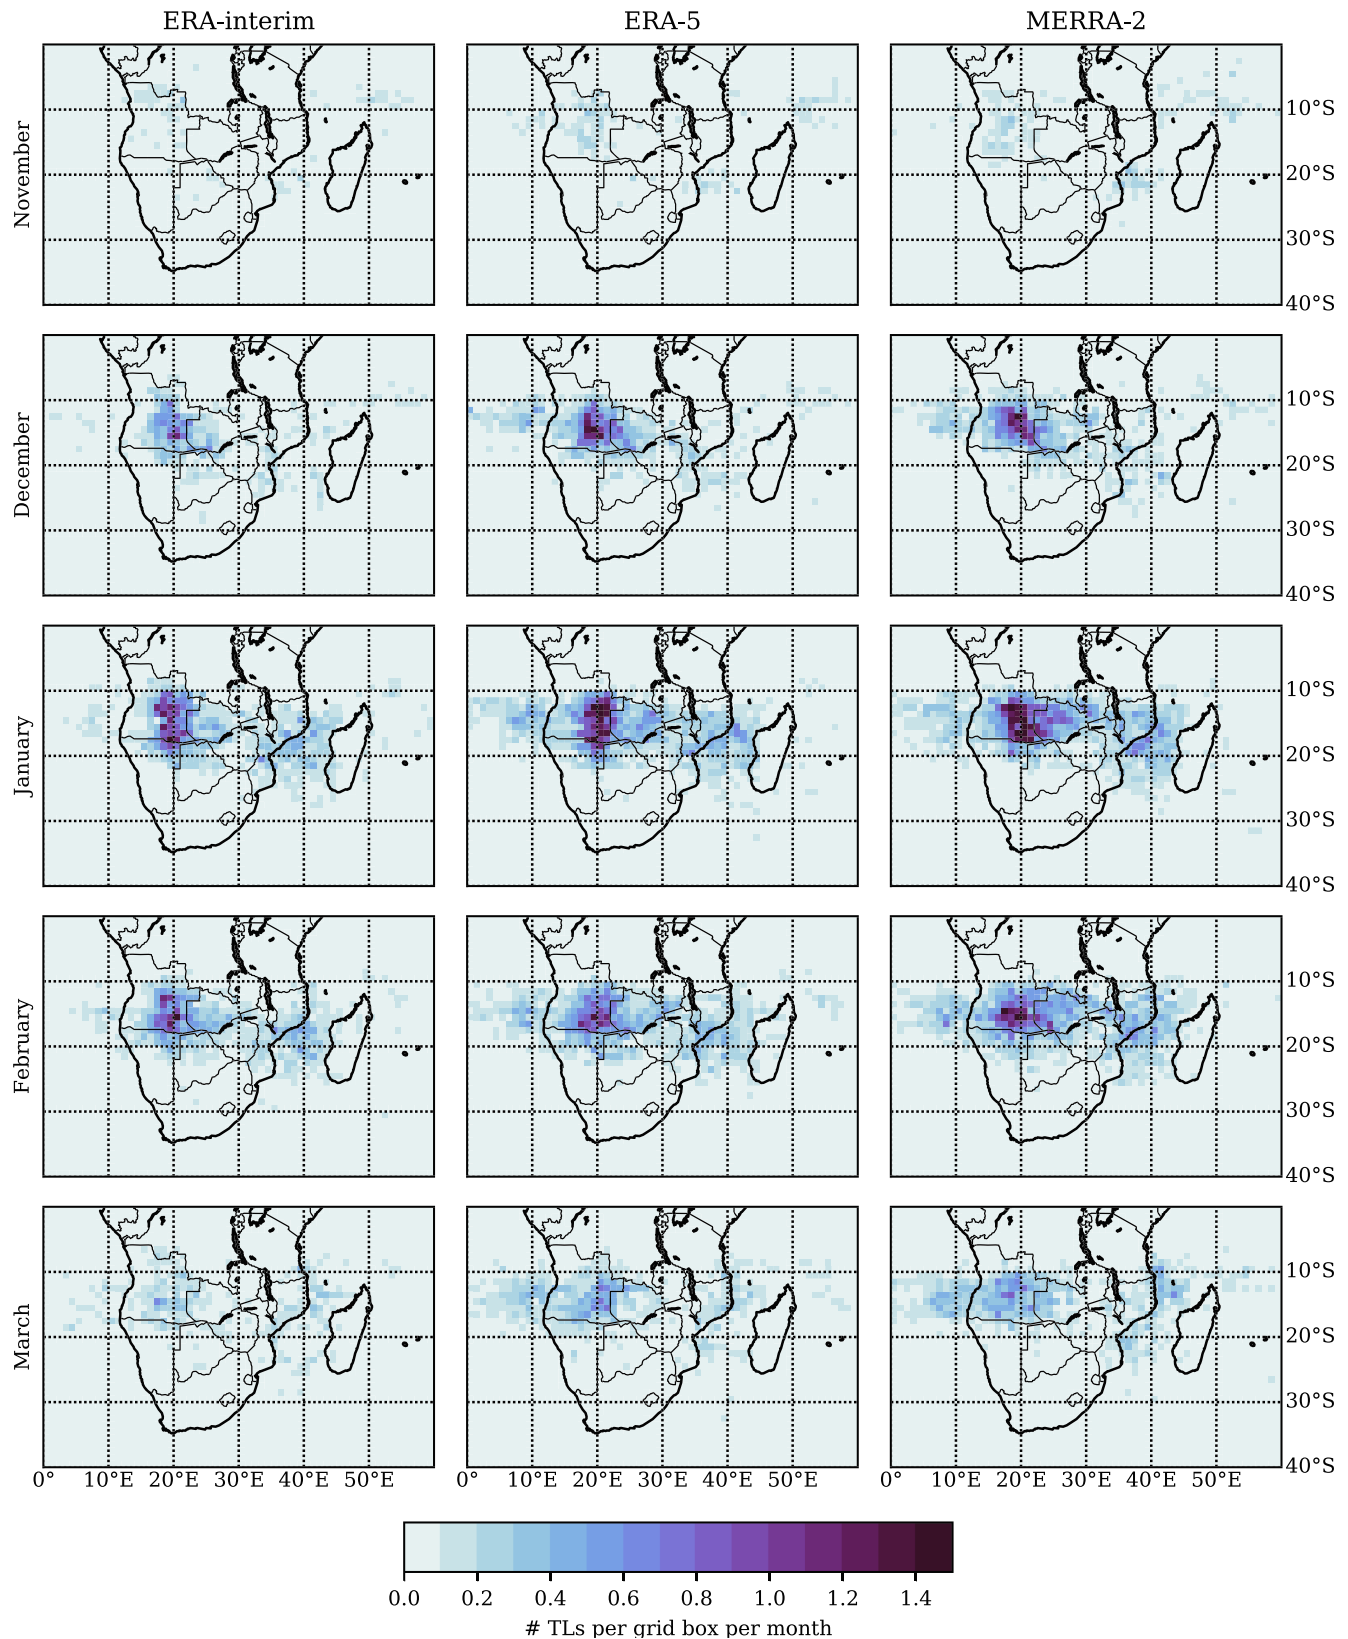 ERA-interim ERA-5 MERRA-2
November
10°S
20°S
30°S
40°S
December
10°S
20°S
30°S
40°S
January
10°S
20°S
30°S
40°S
February
10°S
20°S
30°S
40°S
March
10°S
20°S
30°S
40°S
0° 10°E 20°E 30°E 40°E 50°E 0° 10°E 20°E 30°E 40°E 50°E 0° 10°E 20°E 30°E 40°E 50°E
0.0 0.2 0.4 0.6 0.8 1.0 1.2 1.4
# TLs per grid box per month